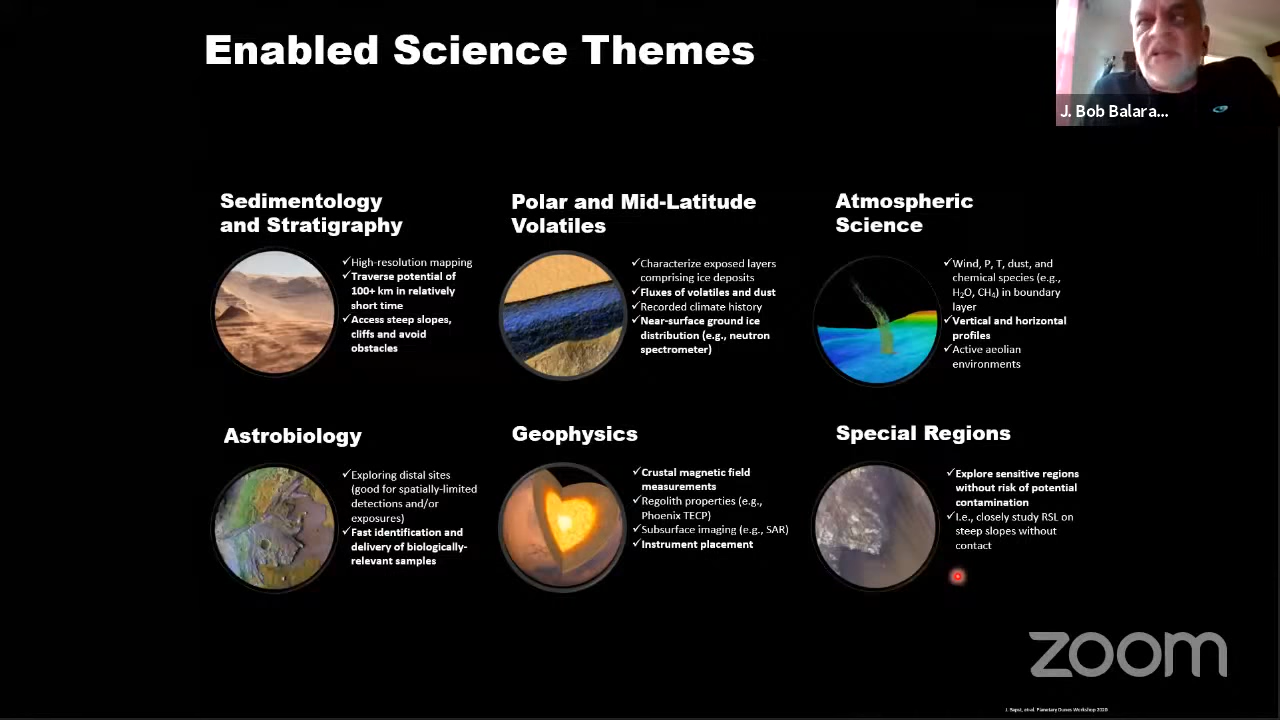 Enabled Science Themes
J. Bob Balara...
Sedimentology
and Stratigraphy
✓High-resolution mapping
✓Traverse potential of
100+ km in relatively
short time
✓Access steep slopes,
cliffs and avoid
obstacles
Polar and Mid-Latitude
Volatiles
✓Characterize exposed layers
comprising ice deposits
✓Fluxes of volatiles and dust
✓Recorded climate history
✓Near-surface ground ice
distribution (e.g., neutron
spectrometer)
Atmospheric
Science
✓Wind, P, T, dust, and
chemical species (e.g.,
H₂O, CH₄) in boundary
layer
✓Vertical and horizontal
profiles
✓Active aeolian
environments
Astrobiology
✓Exploring distal sites
(good for spatially-limited
detections and/or
exposures)
✓Fast identification and
delivery of biologically-
relevant samples
Geophysics
✓Crustal magnetic field
measurements
✓Regolith properties (e.g.,
Phoenix TECP)
✓Subsurface imaging (e.g., SAR)
✓Instrument placement
Special Regions
✓Explore sensitive regions
without risk of potential
contamination
✓I.e., closely study RSL on
steep slopes without
contact
zoom
Planetary Workshop 2020